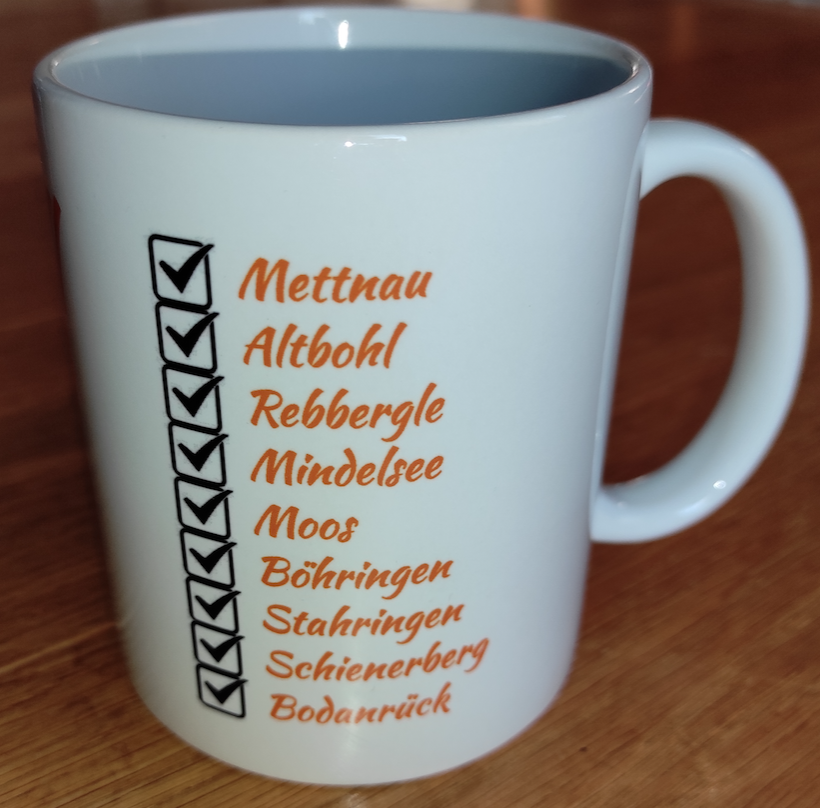 Mettnau
Altbohl
Rebbergle
Mindelsee
Moos
Böhringen
Stahringen
Schienerberg
Bodanrück